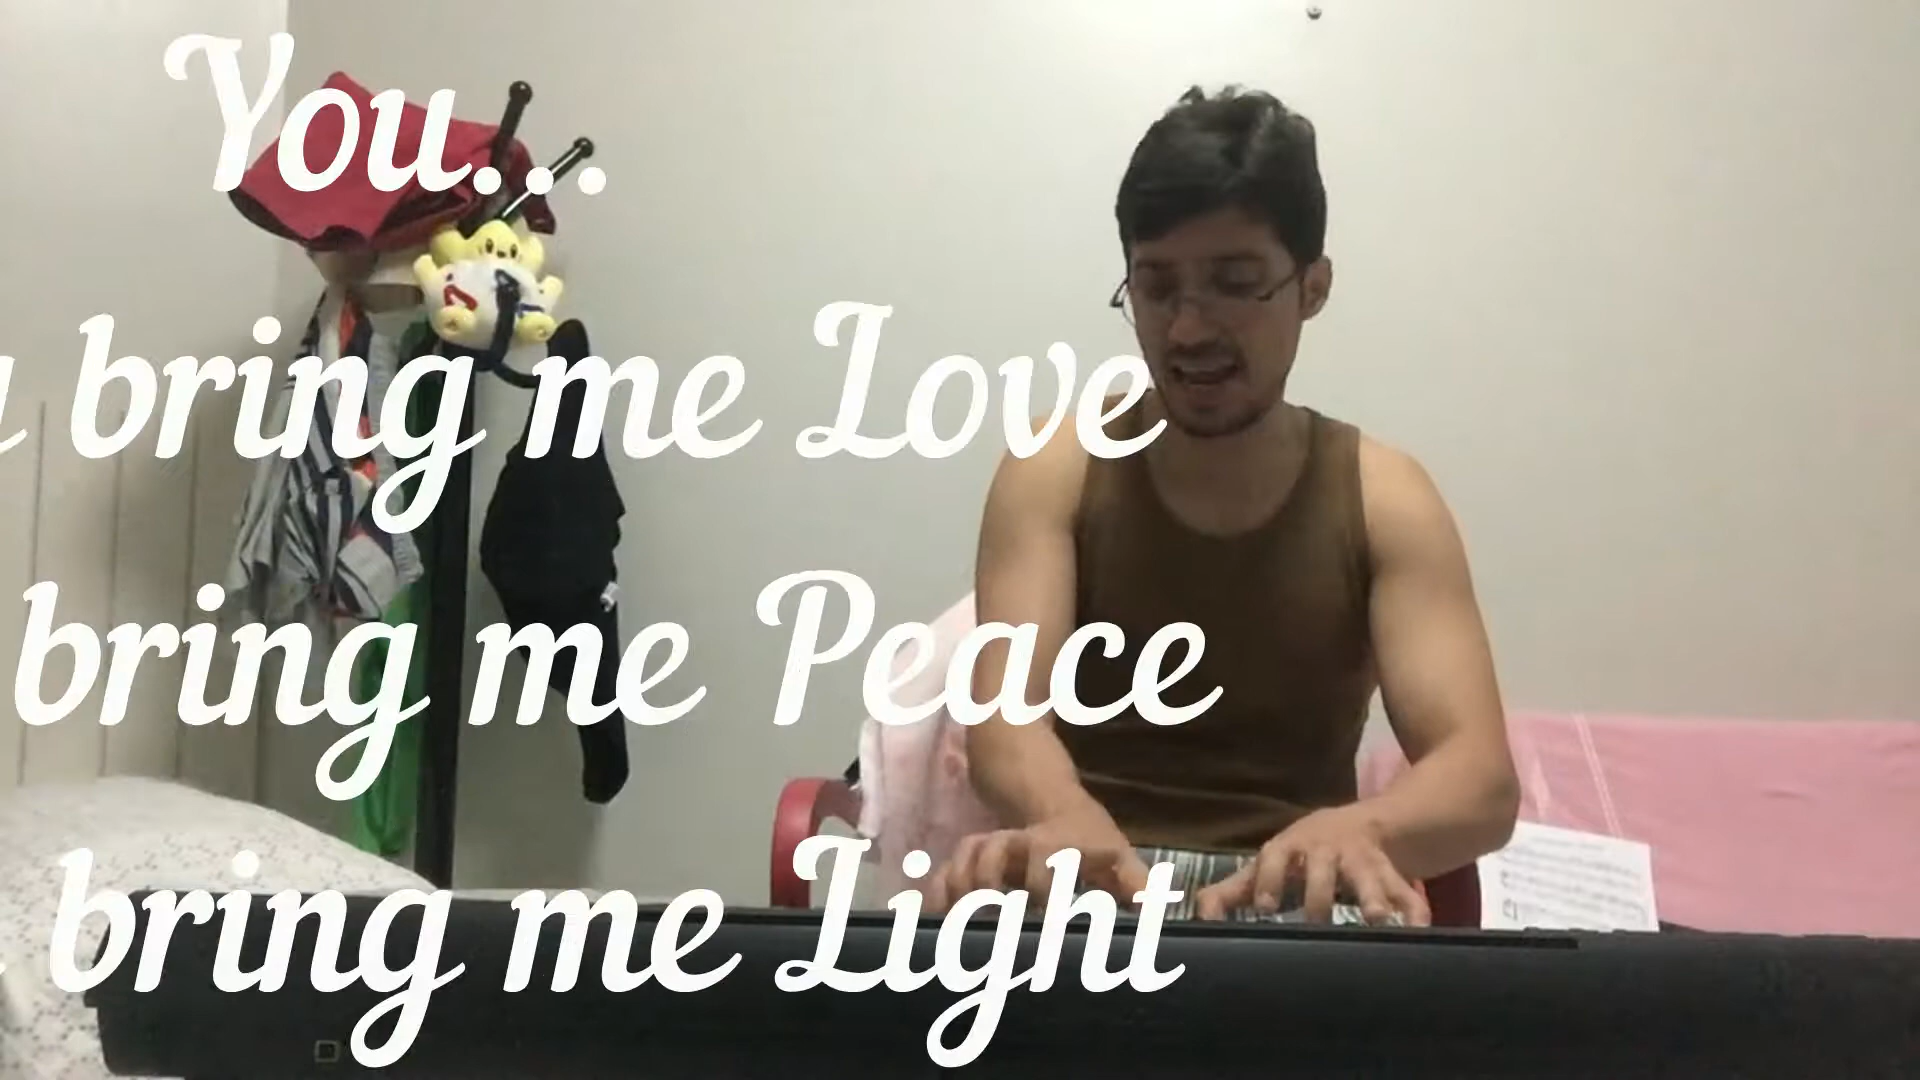 You...
bring me Love
bring me Peace
bring me Light